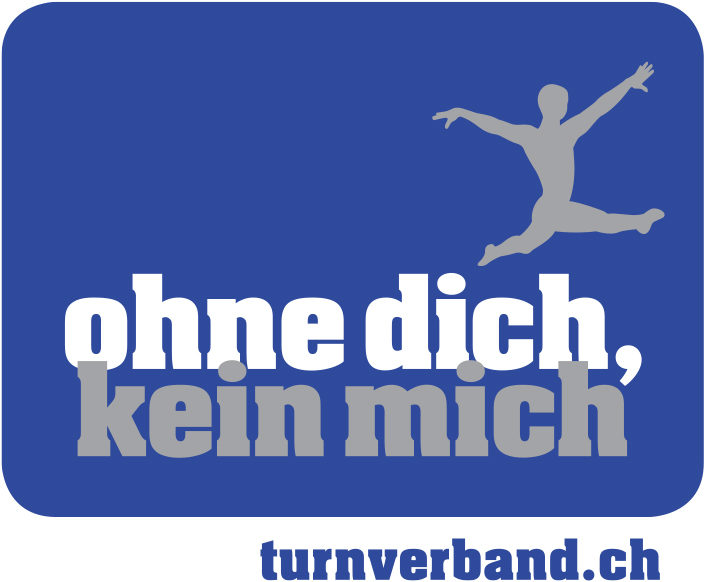 ohne dich,
kein mich
turnverband.ch